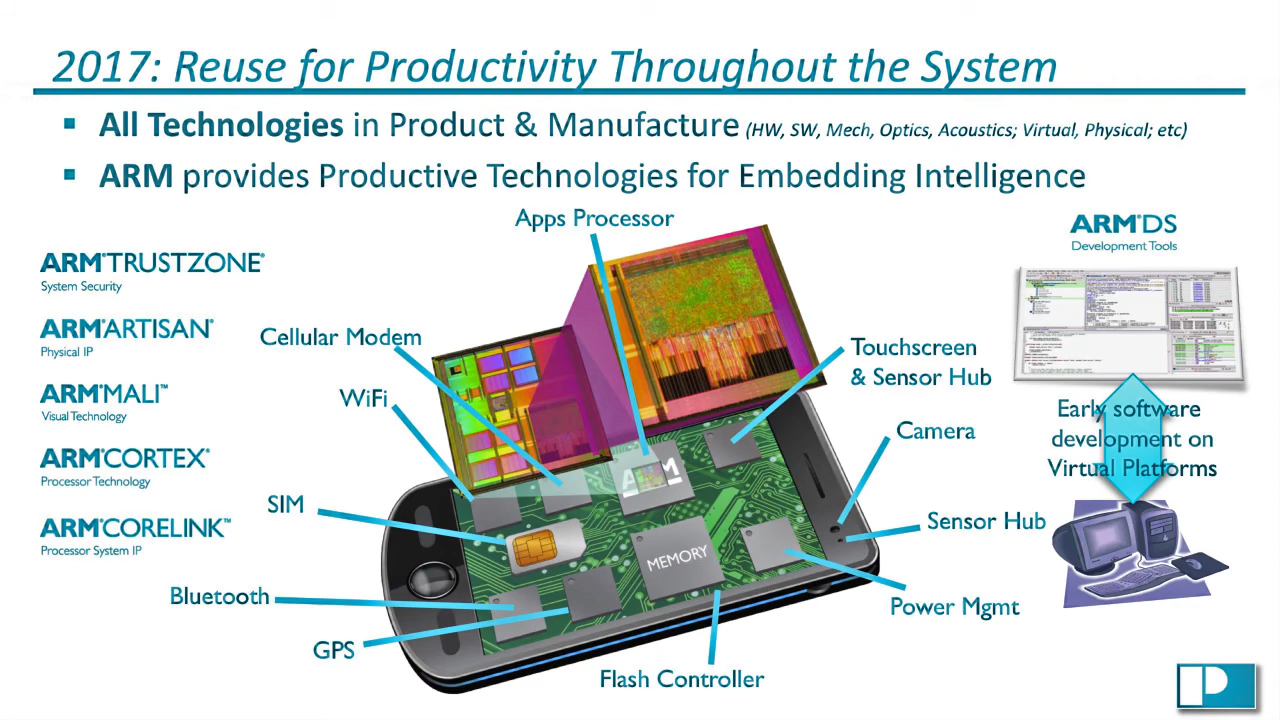 2017: Reuse for Productivity Throughout the System
▪ All Technologies in Product & Manufacture (HW, SW, Mech, Optics, Acoustics; Virtual, Physical; etc)
▪ ARM provides Productive Technologies for Embedding Intelligence
Apps Processor
ARM®DS
Development Tools
ARM®TRUSTZONE®
System Security
ARM®ARTISAN®
Physical IP
Cellular Modem
Touchscreen
& Sensor Hub
ARM®MALI™
Visual Technology
WiFi
Early software
development on
Virtual Platforms
Camera
ARM®CORTEX®
Processor Technology
ARM
SIM
Sensor Hub
ARM®CORELINK™
Processor System IP
MEMORY
Bluetooth
Power Mgmt
GPS
Flash Controller
P